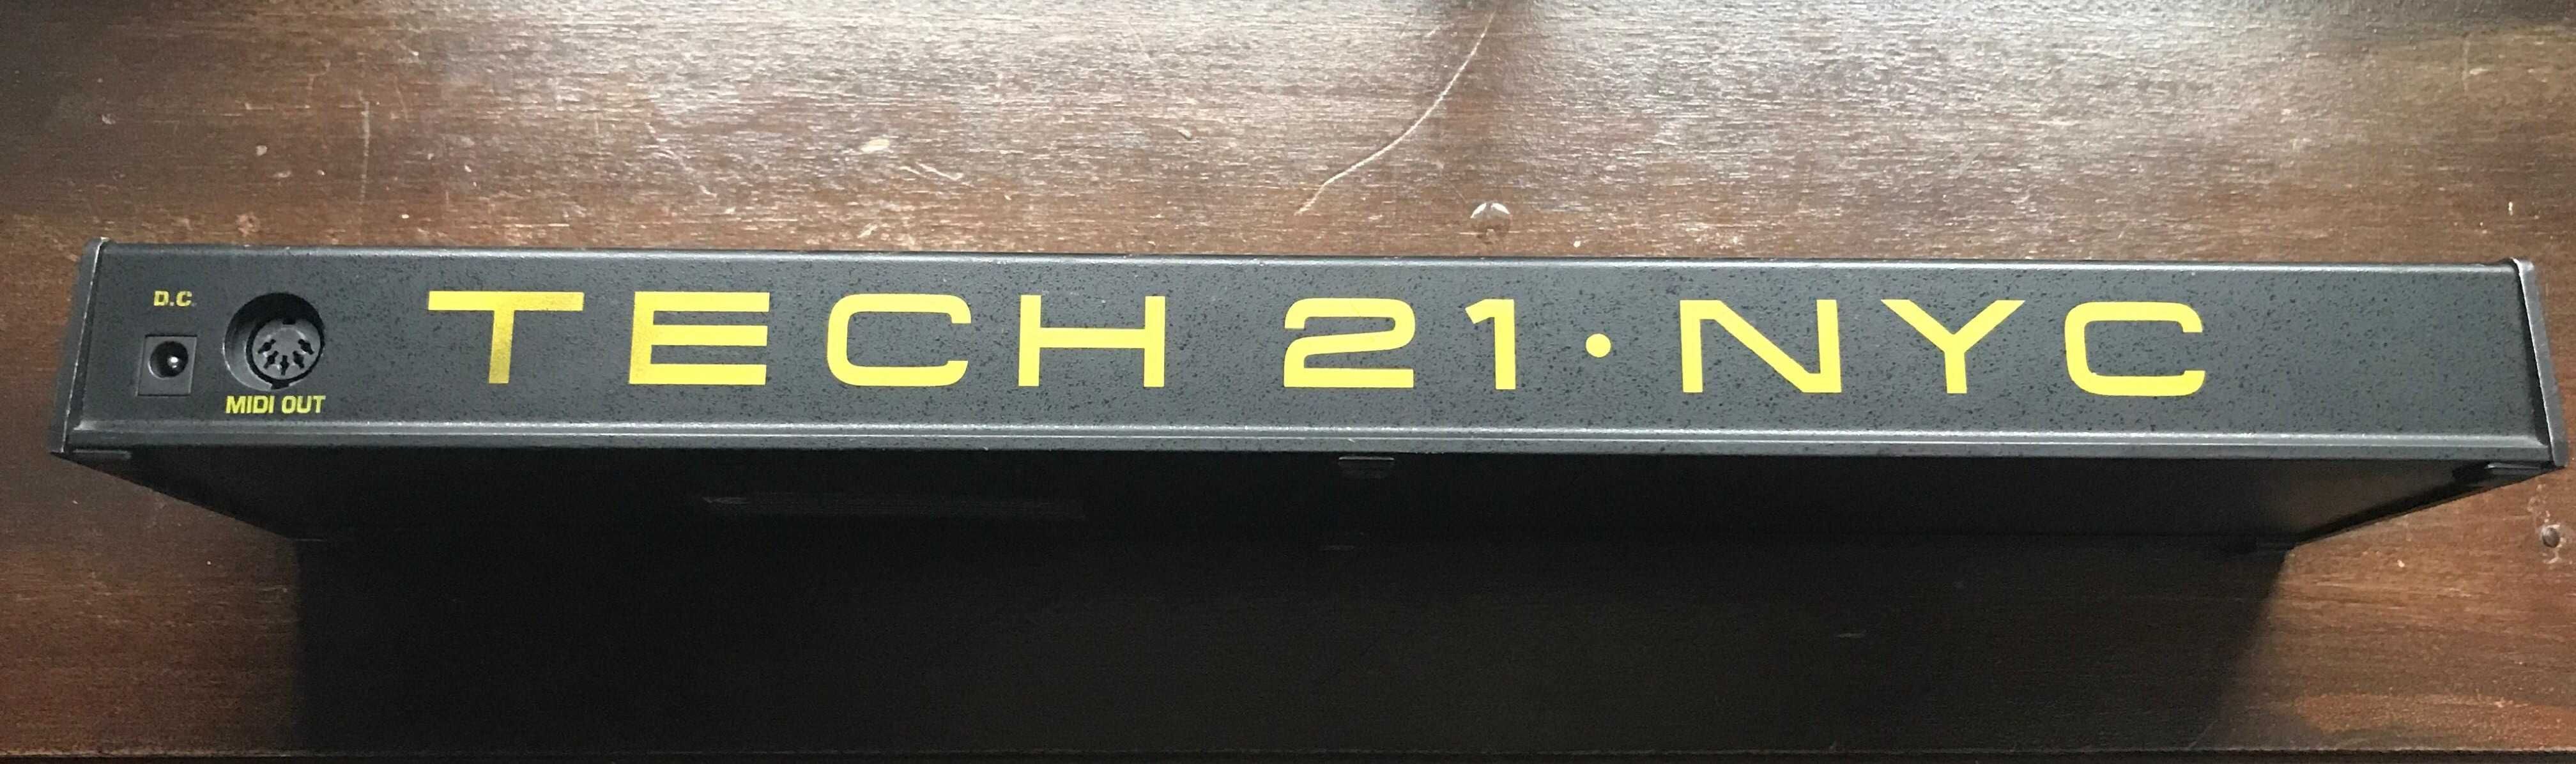 D.C.
MIDI OUT
TECH 21•NYC